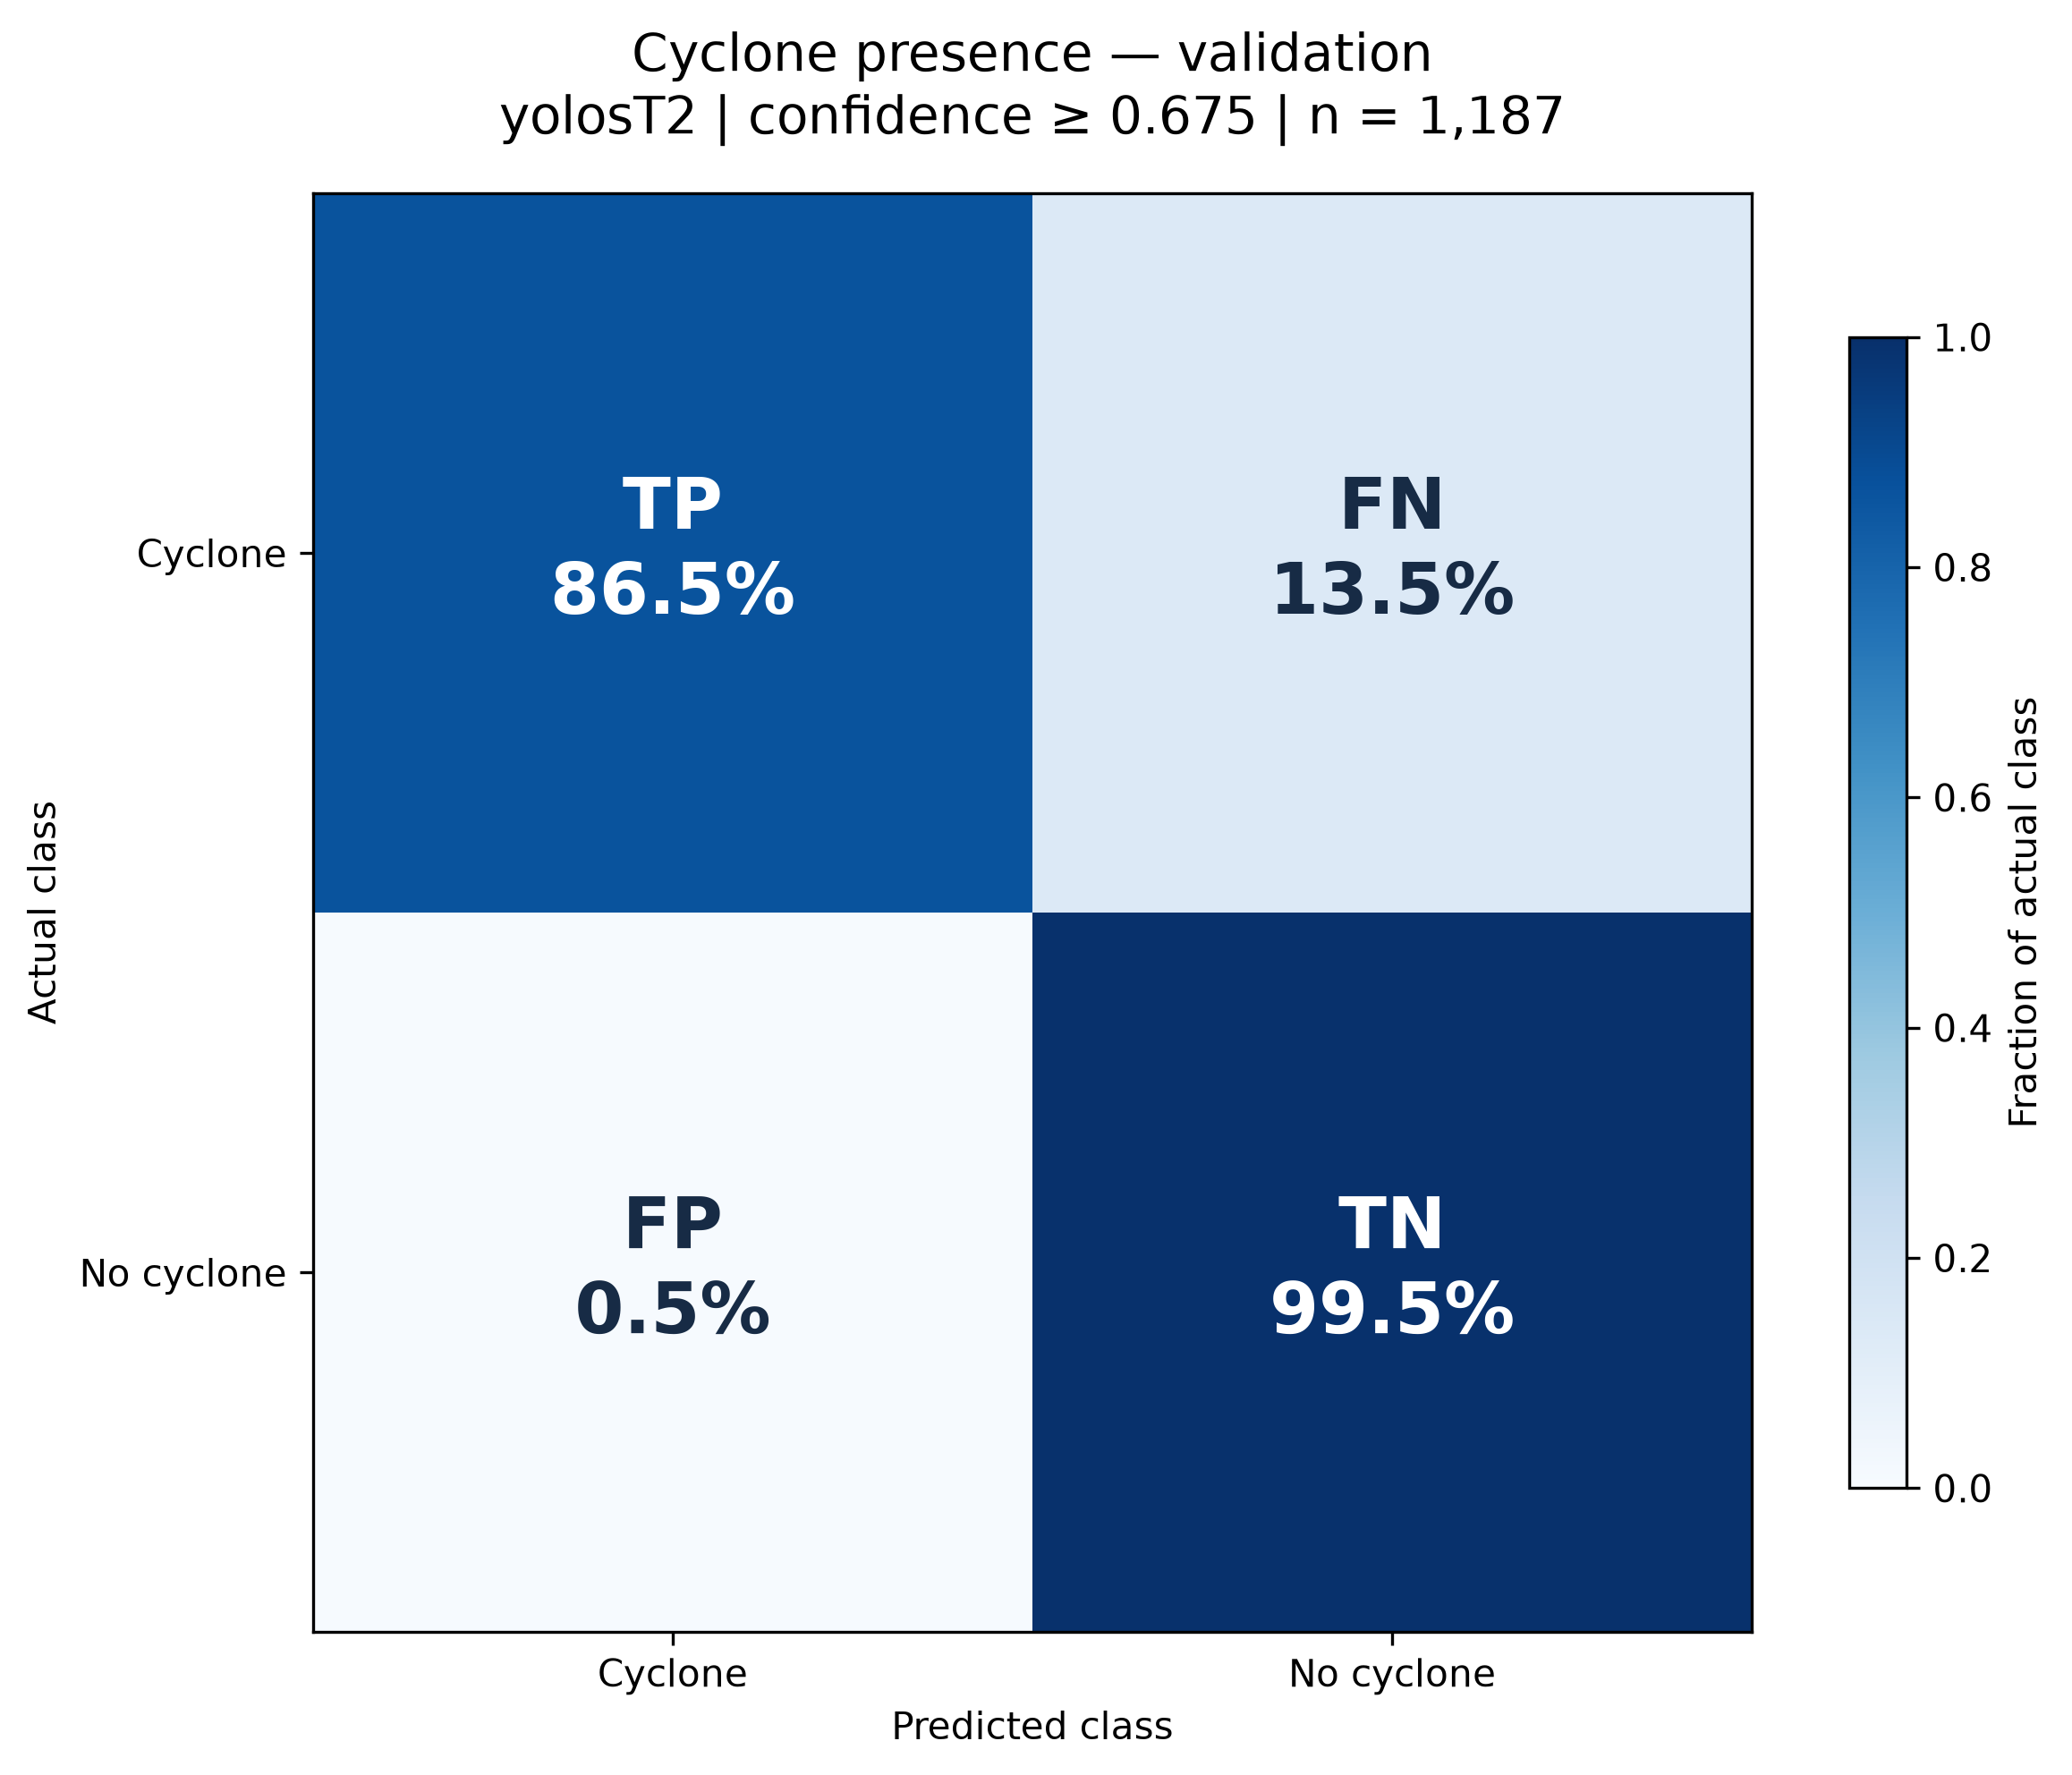 Cyclone presence — validation
yolosT2 | confidence ≥ 0.675 | n = 1,187
Actual class
Cyclone
No cyclone
TP
86.5%
FN
13.5%
FP
0.5%
TN
99.5%
Cyclone
No cyclone
Predicted class
1.0
0.8
0.6
0.4
0.2
0.0
Fraction of actual class